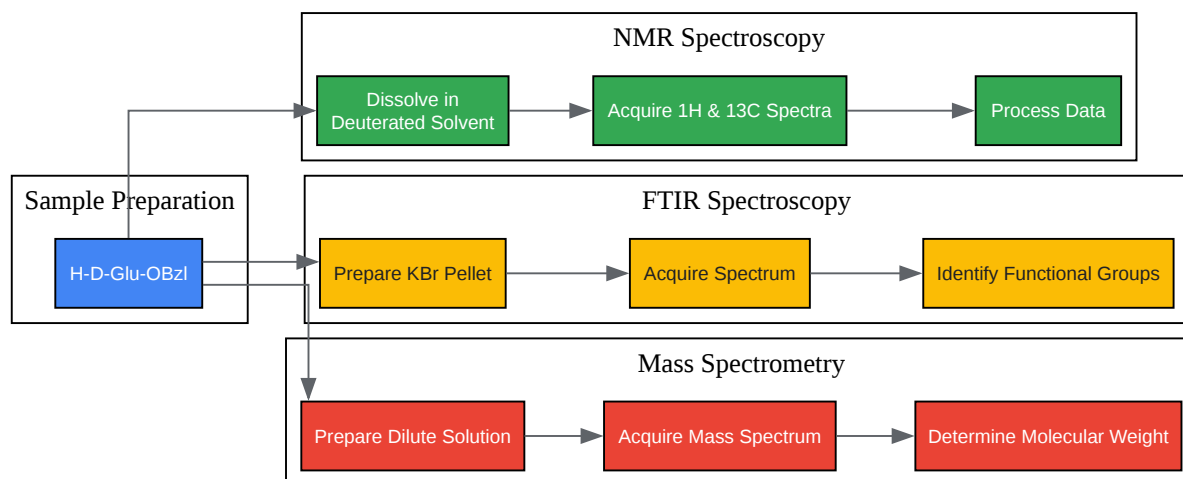 NMR Spectroscopy
Dissolve in
Deuterated Solvent
Acquire 1H & 13C Spectra
Process Data
Sample Preparation
H-D-Glu-OBzl
FTIR Spectroscopy
Prepare KBr Pellet
Acquire Spectrum
Identify Functional Groups
Mass Spectrometry
Prepare Dilute Solution
Acquire Mass Spectrum
Determine Molecular Weight